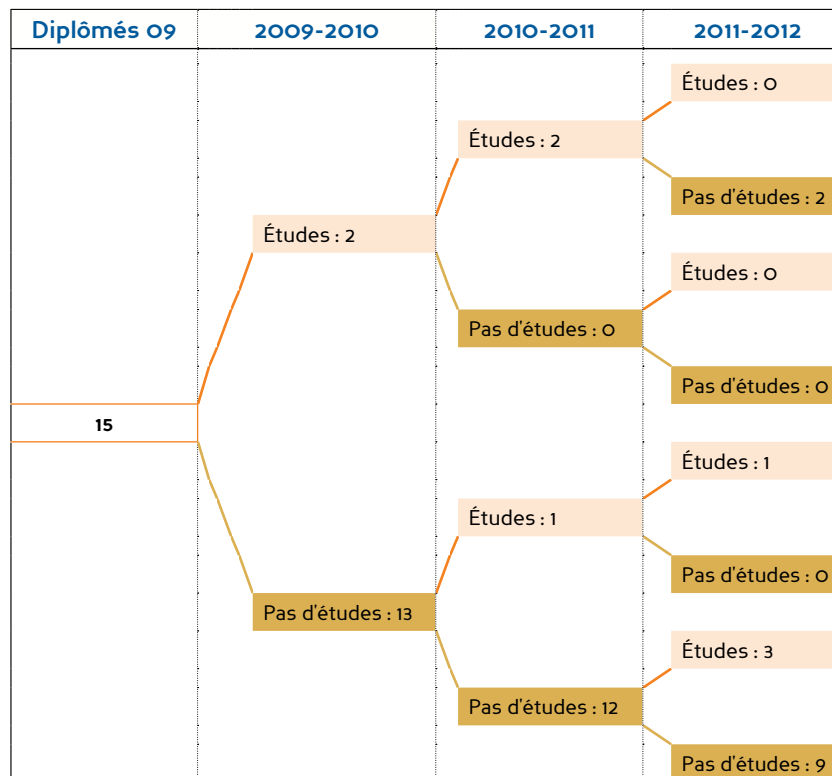 Diplômés 09 2009-2010 2010-2011 2011-2012
Études : 0
Études : 2
Pas d'études : 2
Études : 2
Études : 0
Pas d'études : 0
Pas d'études : 0
15
Études : 1
Études : 1
Pas d'études : 0
Pas d'études : 13
Études : 3
Pas d'études : 12
Pas d'études : 9